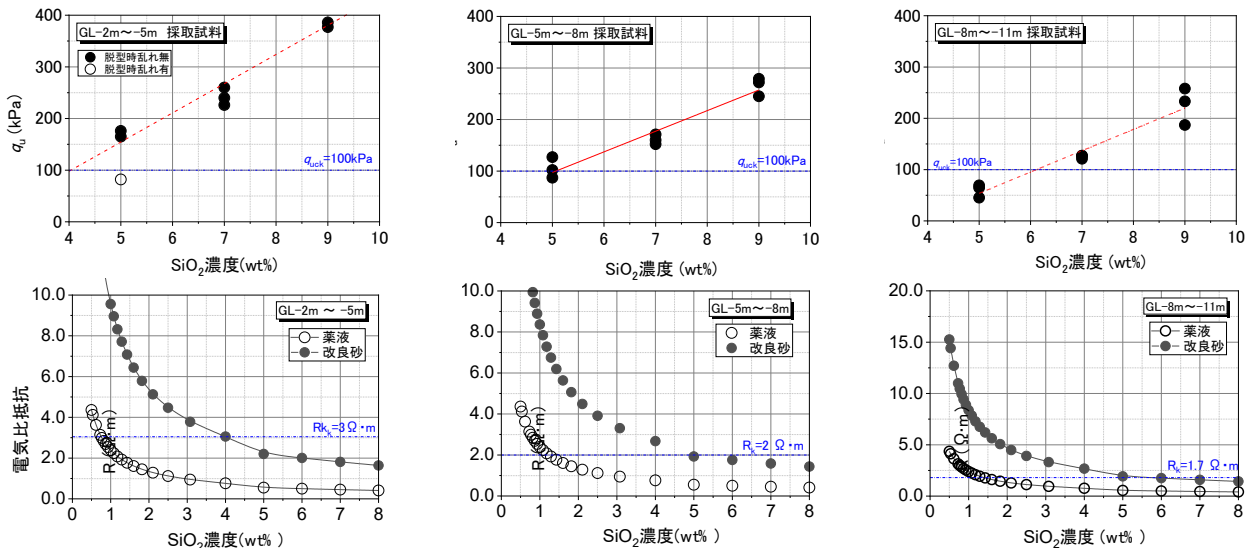 GL-2m～-5m 採取試料
脱型時乱れ無
脱型時乱れ有
qu (kPa)
400
300
200
100
0
quck=100kPa
4 5 6 7 8 9 10
SiO2濃度(wt%)
GL-5m～-8m 採取試料
400
300
200
100
0
quck=100kPa
4 5 6 7 8 9 10
SiO2濃度 (wt%)
GL-8m～-11m 採取試料
400
300
200
100
0
quck=100kPa
4 5 6 7 8 9 10
SiO2濃度 (wt%)
GL-2m ～ -5m
薬液
改良砂
電気比抵抗
10.0
8.0
6.0
4.0
2.0
0.0
Rkk=3Ω・m
0 1 2 3 4 5 6 7 8
SiO2濃度(wt%)
GL-5m～-8m
薬液
改良砂
10.0
8.0
6.0
4.0
2.0
0.0
Rk=2 Ω・m
0 1 2 3 4 5 6 7 8
SiO2濃度 (wt%)
GL-8m～-11m
薬液
改良砂
20.0
15.0
10.0
5.0
0.0
(Ω・m)
Rk=1.7 Ω・m
0 1 2 3 4 5 6 7 8
SiO2濃度 (wt%)